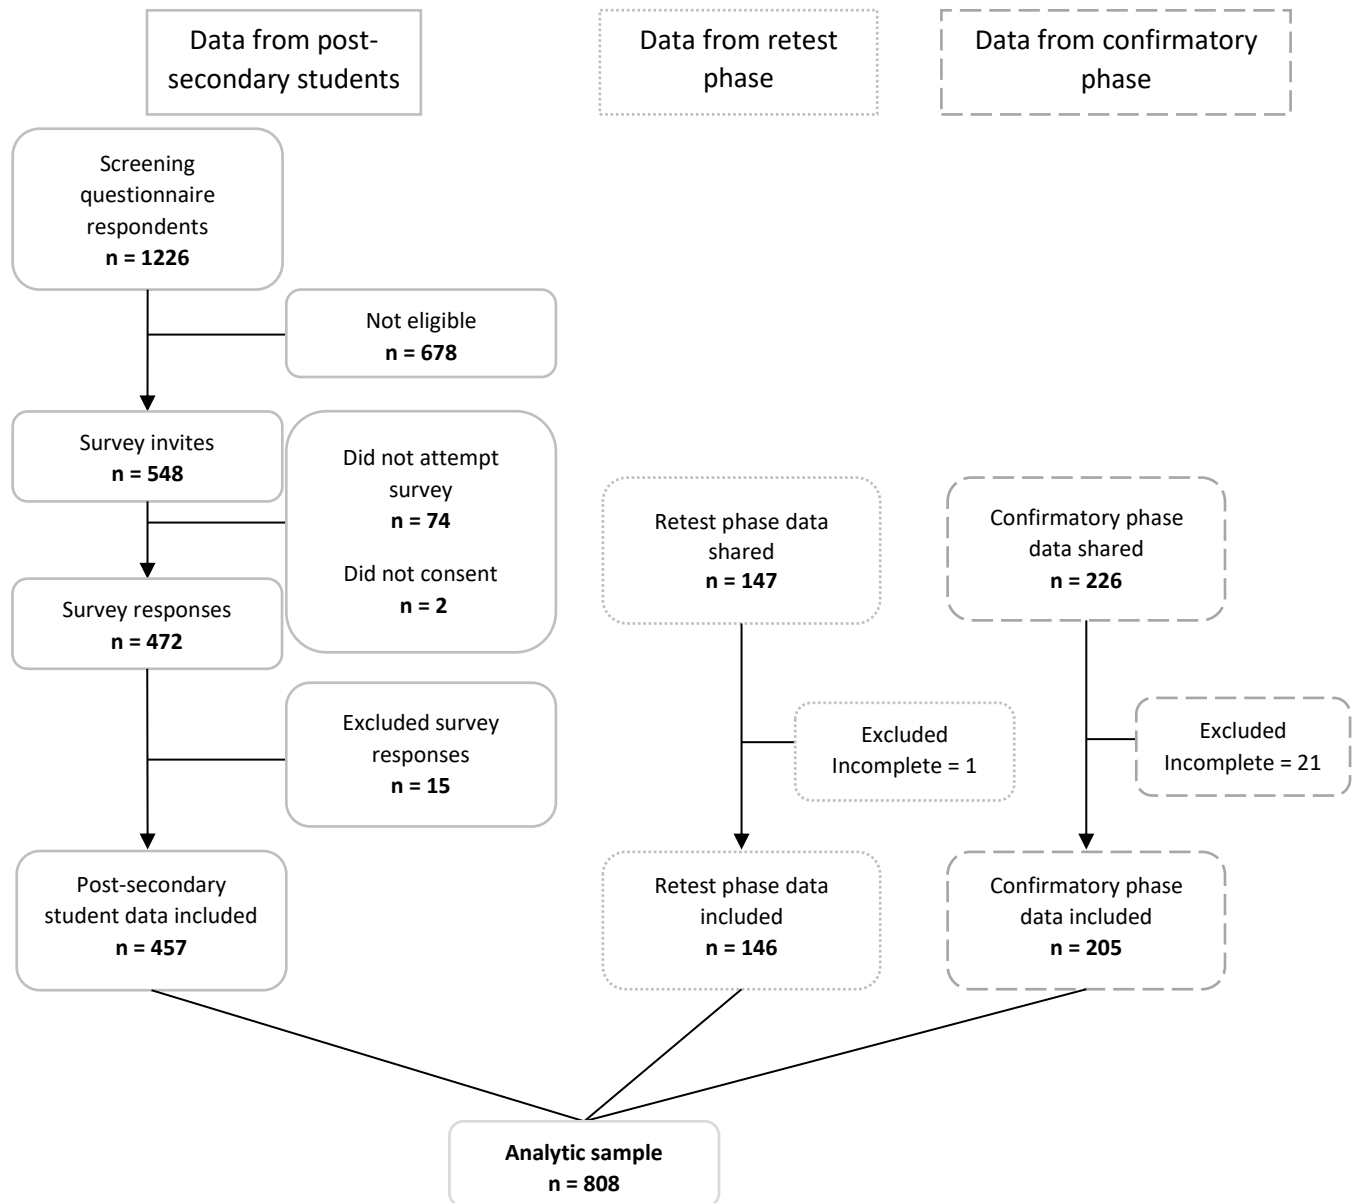 Data from post-
secondary students
Data from retest
phase
Data from confirmatory
phase
Screening
questionnaire
respondents
n = 1226
Not eligible
n = 678
Survey invites
n = 548
Did not attempt
survey
n = 74
Did not consent
n = 2
Survey responses
n = 472
Excluded survey
responses
n = 15
Post-secondary
student data included
n = 457
Retest phase data
shared
n = 147
Excluded
Incomplete = 1
Retest phase data
included
n = 146
Confirmatory phase
data shared
n = 226
Excluded
Incomplete = 21
Confirmatory phase
data included
n = 205
Analytic sample
n = 808